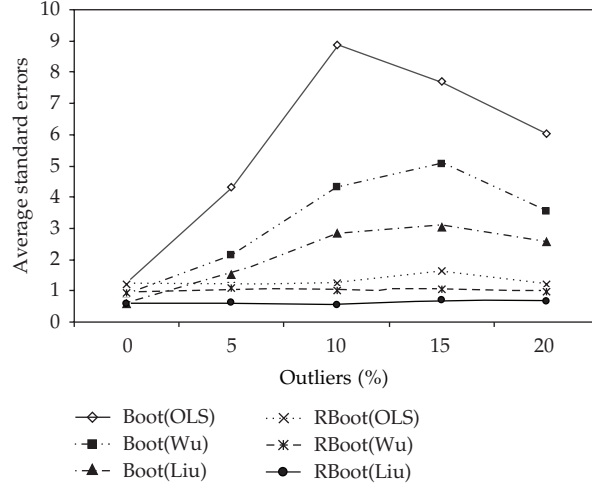 10
9
8
7
6
5
4
3
2
1
0
Average standard errors
0 5 10 15 20
Outliers (%)
Boot(OLS) RBoot(OLS)
Boot(Wu) RBoot(Wu)
Boot(Liu) RBoot(Liu)